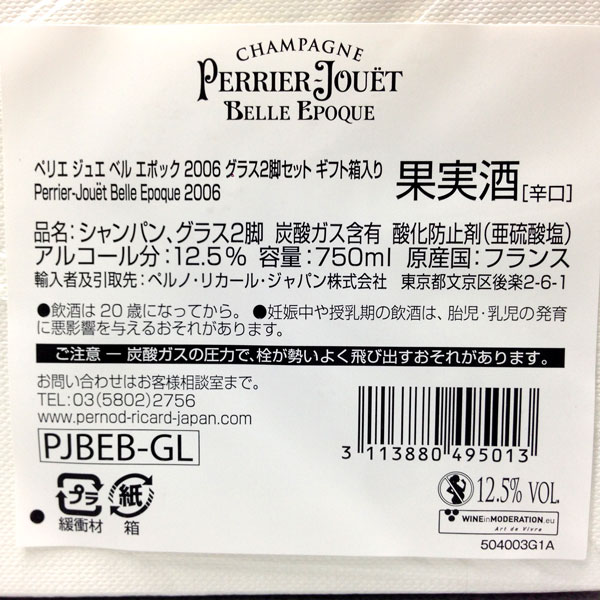 CHAMPAGNE
PERRIER-JOUËT
BELLE EPOQUE
ペリエ ジュエ ベル エポック 2006 グラス2脚セット ギフト箱入り
Perrier-Jouët Belle Epoque 2006
果実酒[辛口]
品名：シャンパン、グラス2脚 炭酸ガス含有 酸化防止剤（亜硫酸塩）
アルコール分：12.5% 容量：750ml 原産国：フランス
輸入者及引取先：ペルノ・リカール・ジャパン株式会社 東京都文京区後楽2-6-1
●飲酒は20歳になってから。 ●妊娠中や授乳期の飲酒は、胎児・乳児の発育
に悪影響を与えるおそれがあります。
ご注意 ― 炭酸ガスの圧力で、栓が勢いよく飛び出すおそれがあります。
お問い合わせはお客様相談室まで。
TEL:03(5802)2756
www.pernod-ricard-japan.com
PJBEB-GL
3 113880 495013
プラ
緩衝材
紙
箱
12.5% VOL.
WINEinMODERATION.eu
Art de Vivre
504003G1A